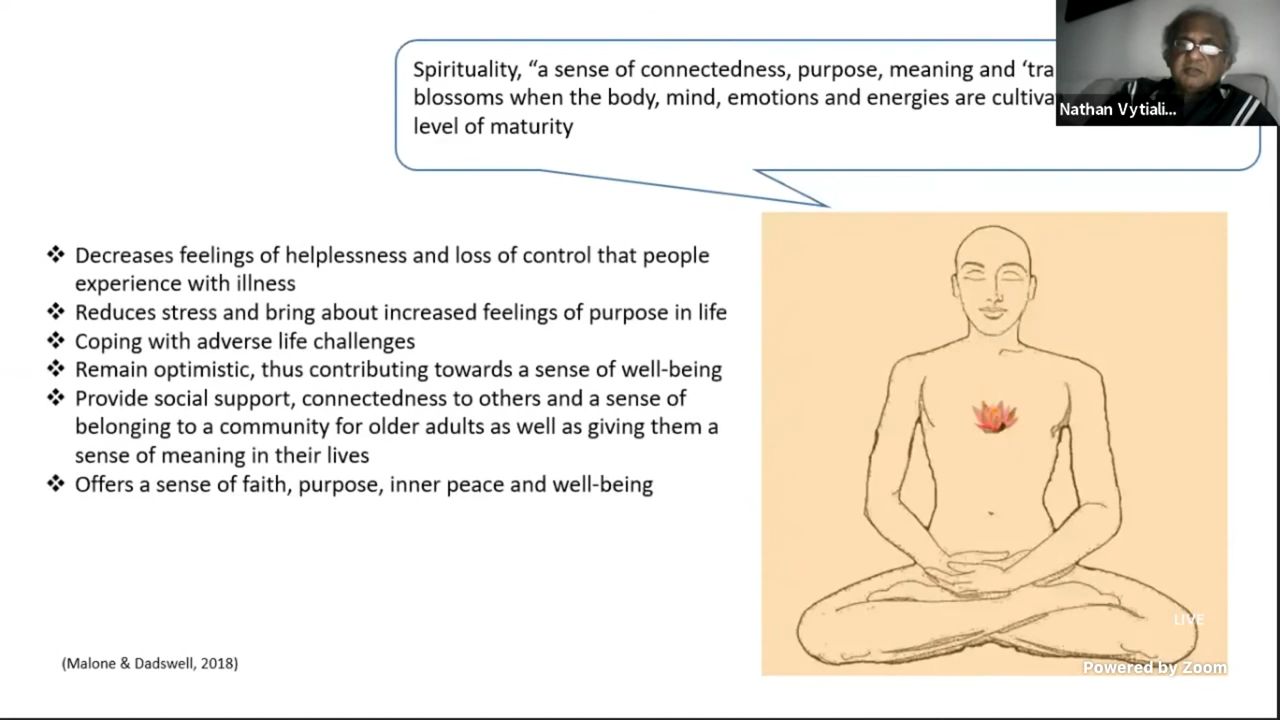 Spirituality, “a sense of connectedness, purpose, meaning and ‘tra
blossoms when the body, mind, emotions and energies are cultiva
level of maturity
Nathan Vytiali...
❖ Decreases feelings of helplessness and loss of control that people
experience with illness
❖ Reduces stress and bring about increased feelings of purpose in life
❖ Coping with adverse life challenges
❖ Remain optimistic, thus contributing towards a sense of well-being
❖ Provide social support, connectedness to others and a sense of
belonging to a community for older adults as well as giving them a
sense of meaning in their lives
❖ Offers a sense of faith, purpose, inner peace and well-being
(Malone & Dadswell, 2018)
LIVE
Powered by Zoom